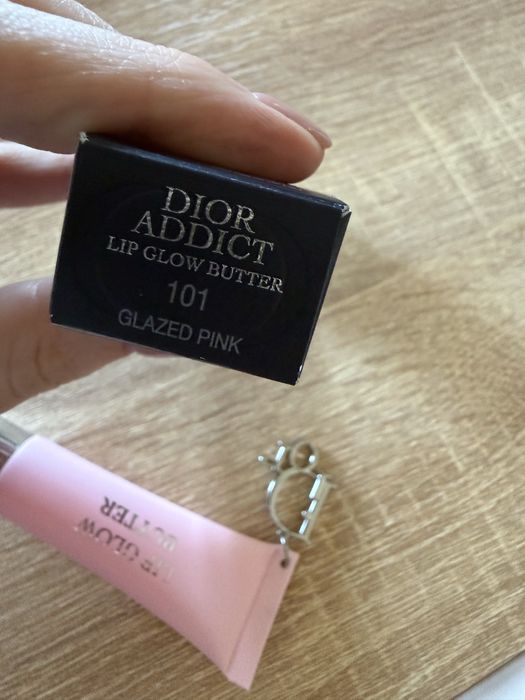 DIOR
ADDICT
LIP GLOW BUTTER
101
GLAZED PINK
LIP GLOW
BUTTER